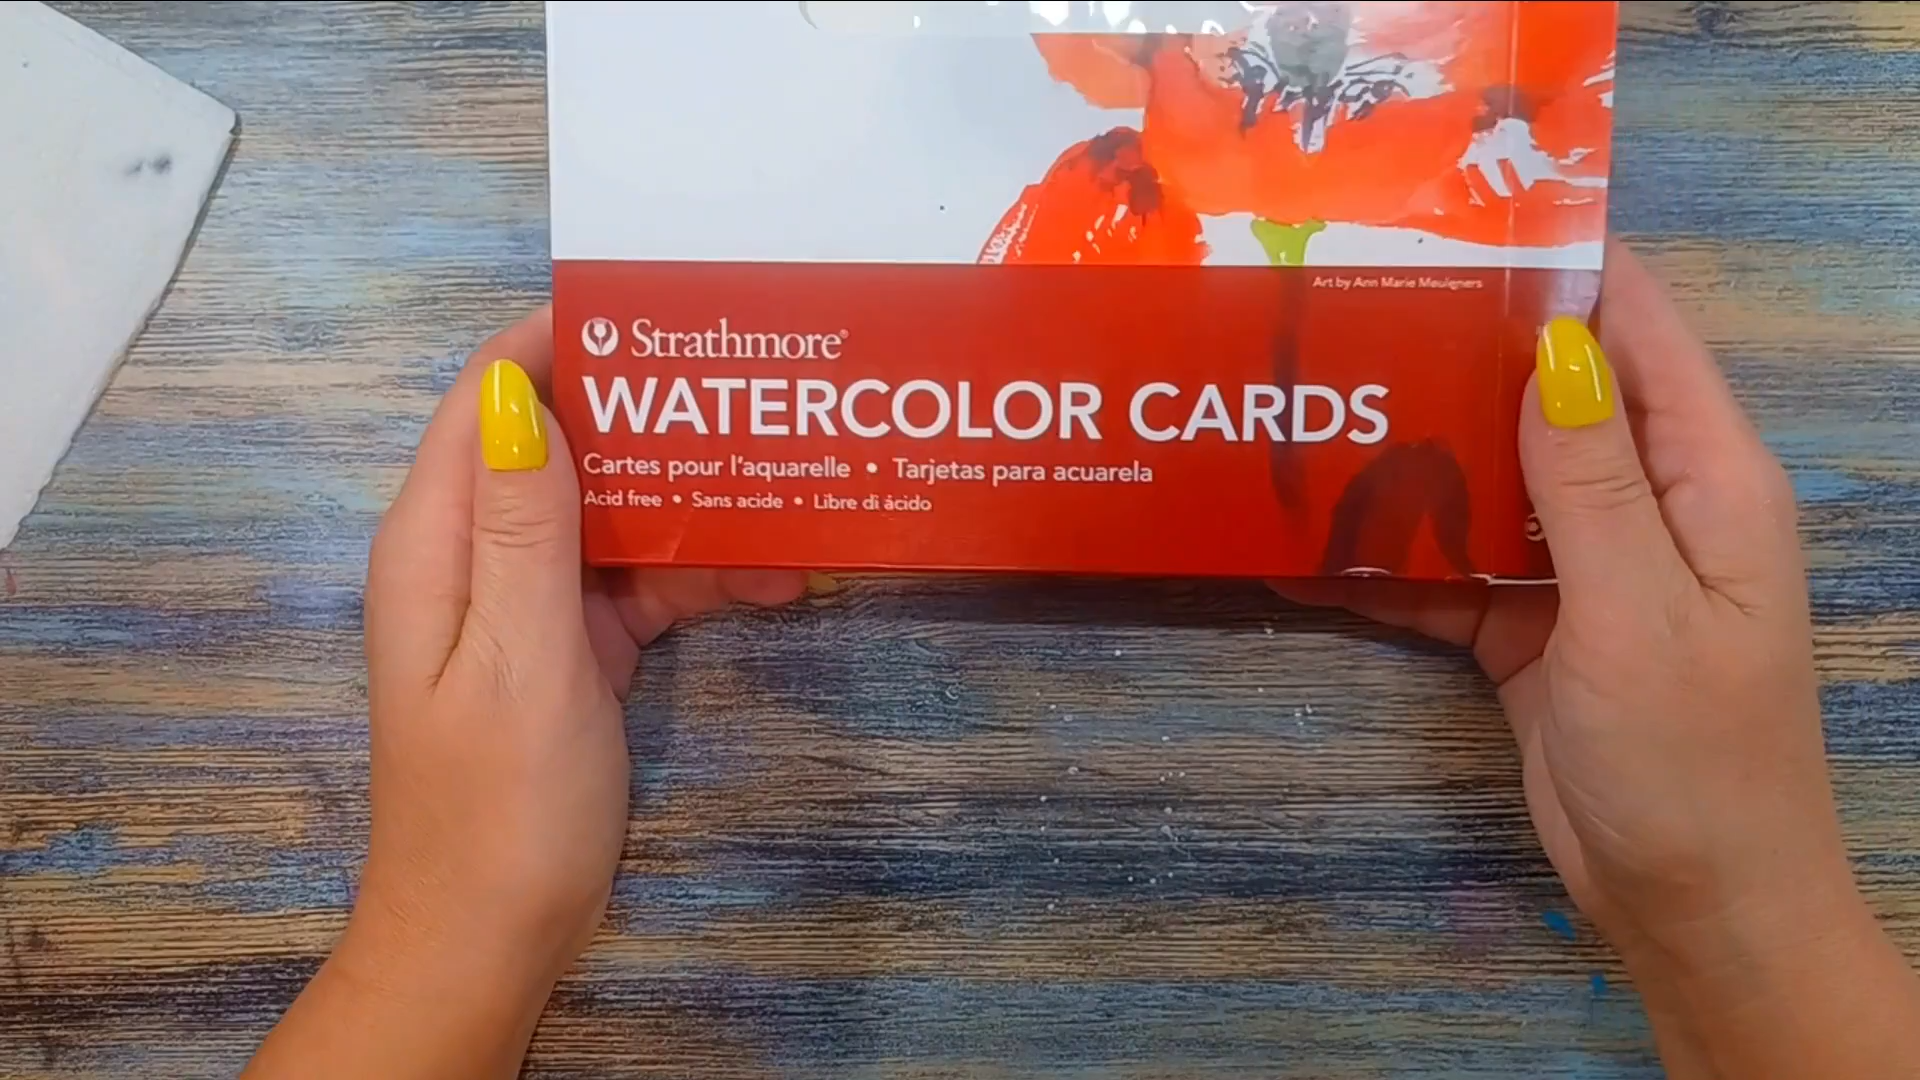 Art by Ann Marie Meuigners
Strathmore®
WATERCOLOR CARDS
Cartes pour l'aquarelle • Tarjetas para acuarela
Acid free • Sans acide • Libre di ácido